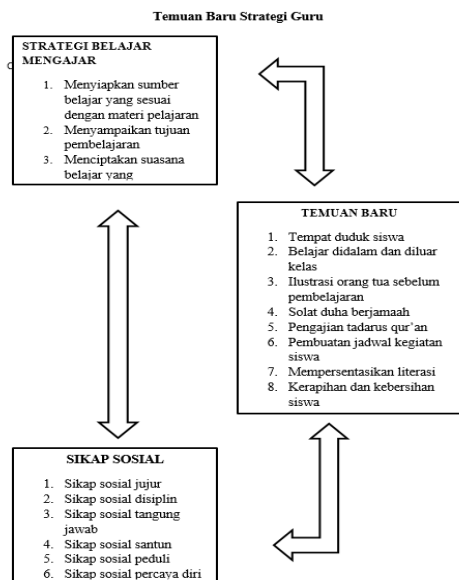 Temuan Baru Strategi Guru
STRATEGI BELAJAR
MENGAJAR
1. Menyiapkan sumber
belajar yang sesuai
dengan materi pelajaran
2. Menyampaikan tujuan
pembelajaran
3. Menciptakan suasana
belajar yang
TEMUAN BARU
1. Tempat duduk siswa
2. Belajar didalam dan diluar
kelas
3. Ilustrasi orang tua sebelum
pembelajaran
4. Solat duha berjamaah
5. Pengajian tadarus qur’an
6. Pembuatan jadwal kegiatan
siswa
7. Mempersentasikan literasi
8. Kerapihan dan kebersihan
siswa
SIKAP SOSIAL
1. Sikap sosial jujur
2. Sikap sosial disiplin
3. Sikap sosial tangung
jawab
4. Sikap sosial santun
5. Sikap sosial peduli
6. Sikap sosial percaya diri